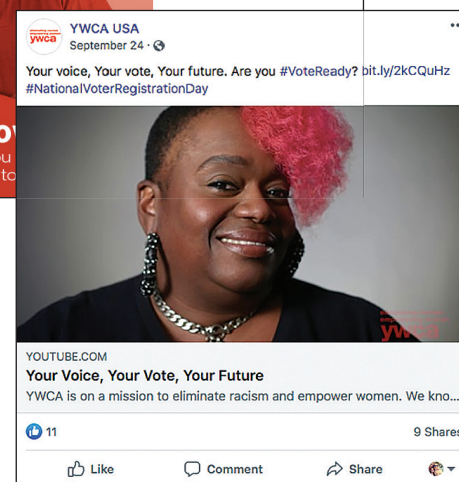 YWCA USA
September 24
Your voice, Your vote, Your future. Are you #VoteReady? bit.ly/2kCQuHz
#NationalVoterRegistrationDay
ywca
ywca
YOUTUBE.COM
Your Voice, Your Vote, Your Future
YWCA is on a mission to eliminate racism and empower women. We kno...
11
9 Shares
Like
Comment
Share